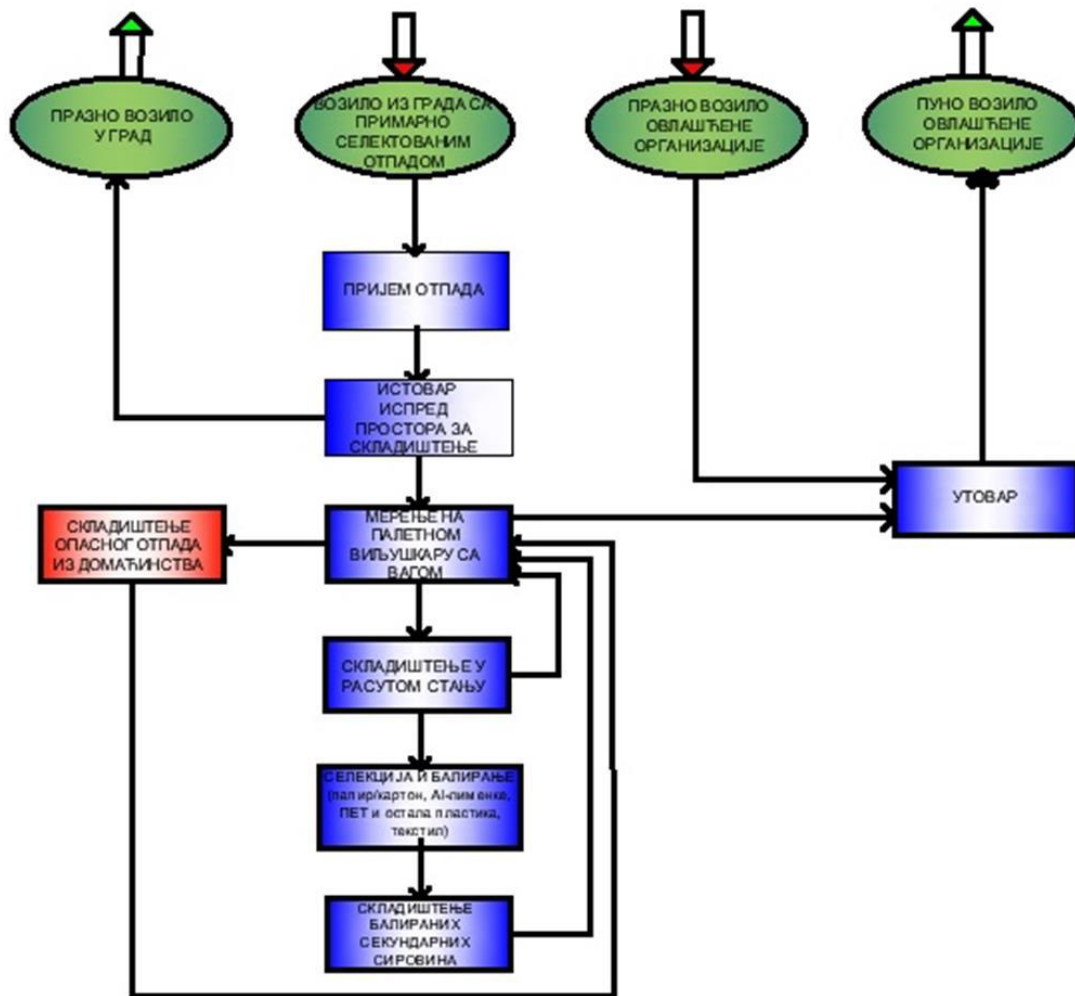 ПРАЗНО ВОЗИЛО
У ГРАД
ВОЗИЛО ИЗ ГРАДА СА
ПРИМАРНО
СЕЛЕКТОВАНИМ
ОТПАДОМ
ПРАЗНО ВОЗИЛО
ОВЛАШЋЕНЕ
ОРГАНИЗАЦИЈЕ
ПУНО ВОЗИЛО
ОВЛАШЋЕНЕ
ОРГАНИЗАЦИЈЕ
ПРИЈЕМ ОТПАДА
ИСТОВАР
ИСПРЕД
ПРОСТОРА ЗА
СКЛАДИШТЕЊЕ
УТОВАР
СКЛАДИШТЕЊЕ
ОПАСНОГ ОТПАДА
ИЗ ДОМАЋИНСТВА
МЕРЕЊЕ НА
ПАЛЕТНОМ
ВИЉУШКАРУ СА
ВАГОМ
СКЛАДИШТЕЊЕ У
РАСУТОМ СТАЊУ
СЕЛЕКЦИЈА И БАЛИРАЊЕ
(папир/картон, Al-лименке,
ПЕТ и остала пластика,
текстил)
СКЛАДИШТЕЊЕ
БАЛИРАНИХ
СЕКУНДАРНИХ
СИРОВИНА